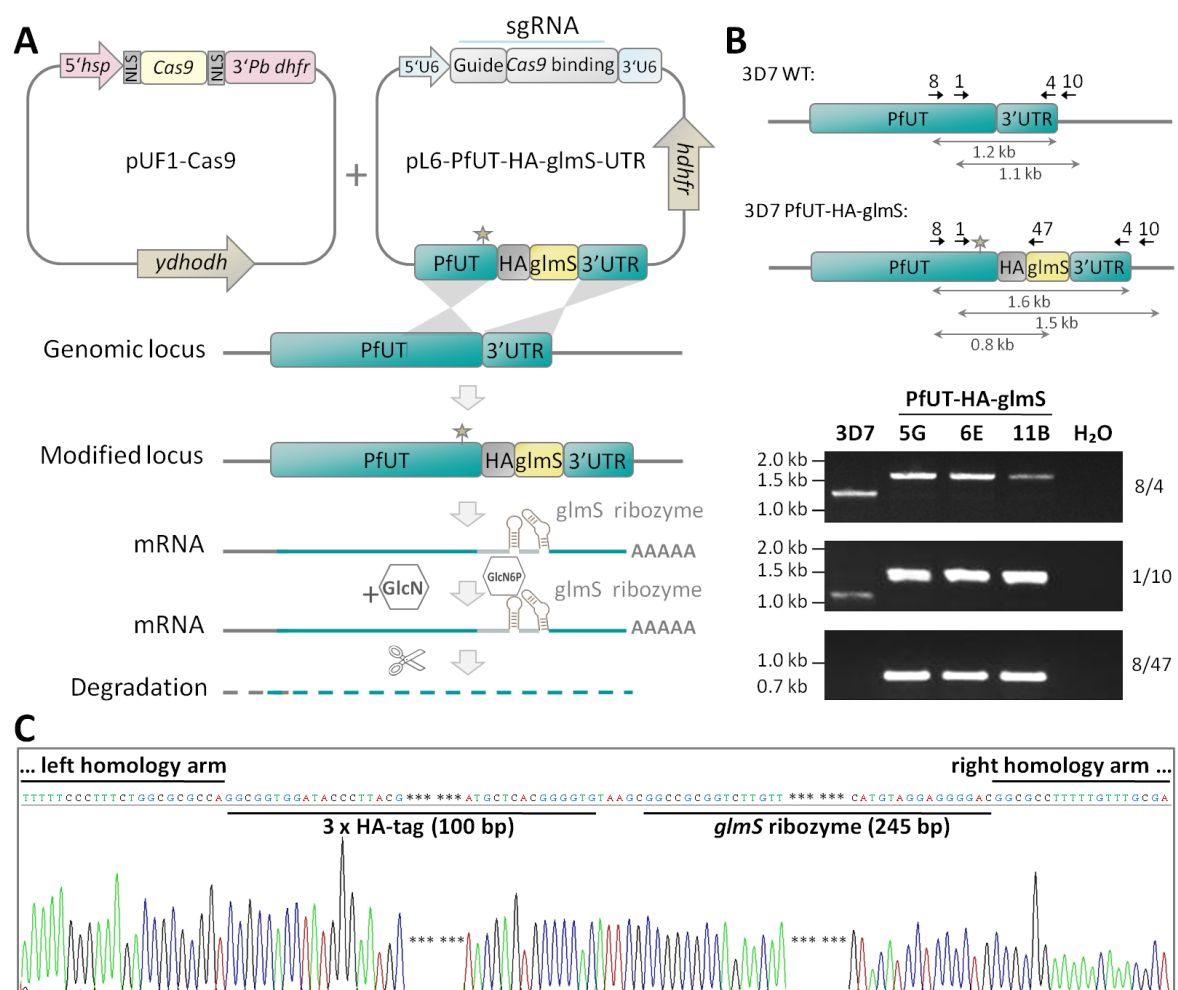 A
5‘hsp
NLS
Cas9
NLS
3‘Pb dhfr
pUF1-Cas9
ydhodh
+
sgRNA
5‘U6
Guide
Cas9 binding
3‘U6
pL6-PfUT-HA-glmS-UTR
hdhfr
PfUT
HA
glmS
3’UTR
Genomic locus
PfUT
3’UTR
Modified locus
PfUT
HA
glmS
3’UTR
glmS ribozyme
mRNA
AAAAA
+GlcN
GlcN6P
glmS ribozyme
mRNA
AAAAA
Degradation
B
3D7 WT:
8 1 4 10
PfUT
3’UTR
1.2 kb
1.1 kb
3D7 PfUT-HA-glmS:
8 1 47 4 10
PfUT
HA
glmS
3’UTR
1.6 kb
1.5 kb
0.8 kb
PfUT-HA-glmS
3D7 5G 6E 11B H₂O
2.0 kb
1.5 kb
1.0 kb
8/4
2.0 kb
1.5 kb
1.0 kb
1/10
1.0 kb
0.7 kb
8/47
C
... left homology arm
right homology arm ...
TTTTTCCCTTTCTGGCGCGCCAGGCGGTGGATACCCTTACG*** ***ATGCTCACGGGGTGTAAGCGGCCGCGGTCTTGTT*** ***CATGTAGGAGGGGACGGCGCCTTTTTGTTTGCGA
3 x HA-tag (100 bp)
glmS ribozyme (245 bp)
*** ***
*** ***